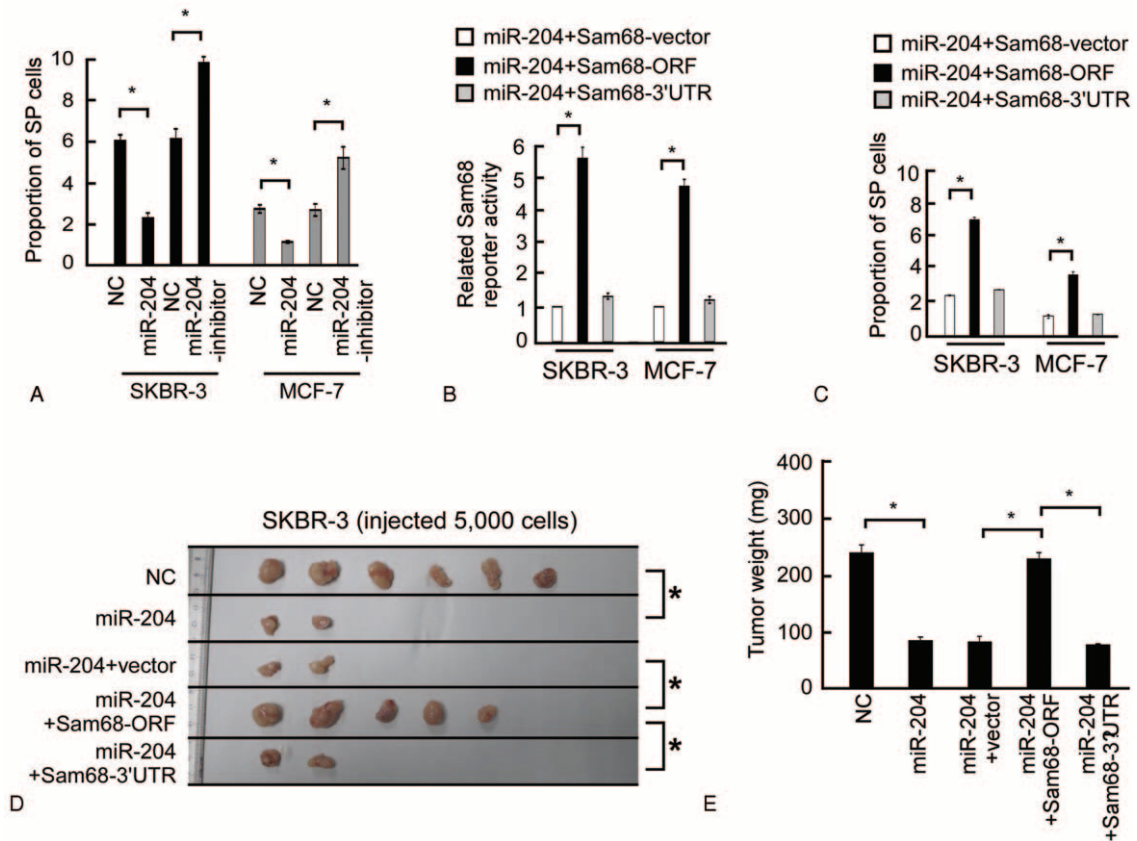 Proportion of SP cells
10
8
6
4
2
0
*
*
*
*
NC
miR-204
NC
miR-204
-inhibitor
NC
miR-204
NC
miR-204
-inhibitor
SKBR-3
MCF-7
A
miR-204+Sam68-vector
miR-204+Sam68-ORF
miR-204+Sam68-3'UTR
Related Sam68
reporter activity
6
5
4
3
2
1
0
*
*
SKBR-3
MCF-7
B
miR-204+Sam68-vector
miR-204+Sam68-ORF
miR-204+Sam68-3'UTR
Proportion of SP cells
10
8
6
4
2
0
*
*
SKBR-3
MCF-7
C
SKBR-3 (injected 5,000 cells)
NC
miR-204
miR-204+vector
miR-204
+Sam68-ORF
miR-204
+Sam68-3'UTR
*
*
*
D
Tumor weight (mg)
400
300
200
100
0
*
*
*
NC
miR-204
miR-204
+vector
miR-204
+Sam68-ORF
miR-204
+Sam68-3'UTR
E